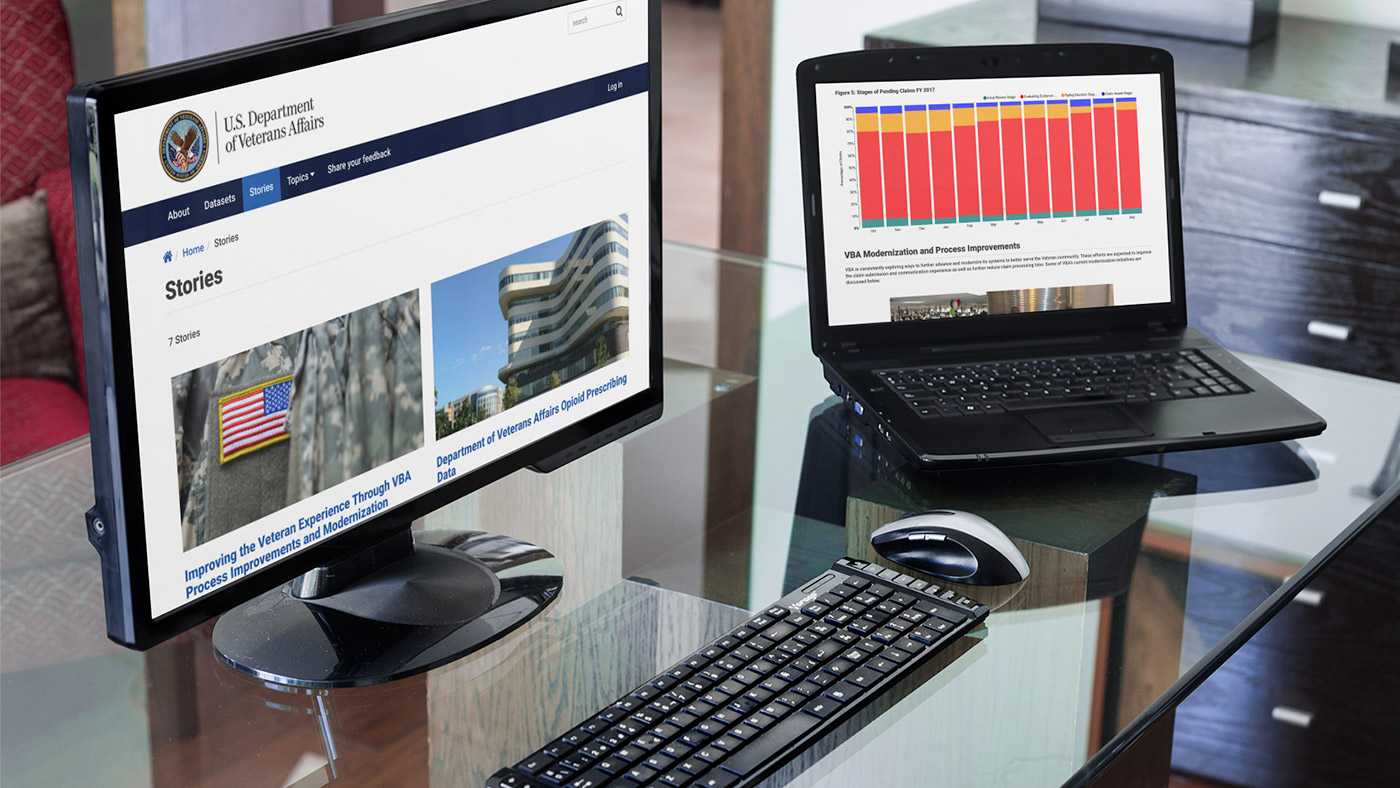 search
Log in
U.S. Department
of Veterans Affairs
About Datasets Stories Topics Share your feedback
Home / Stories
Stories
7 Stories
Improving the Veteran Experience Through VBA
Process Improvements and Modernization
Department of Veterans Affairs Opioid Prescribing
Data
Figure 5: Stages of Pending Claims FY 2017
VBA Modernization and Process Improvements
VBA is consistently exploring ways to further advance and modernize its systems to better serve the Veteran community. These efforts are expected to improve
the claim submission and communication experience as well as further reduce claim processing time. Some of VBA's current modernization initiatives are
discussed below.